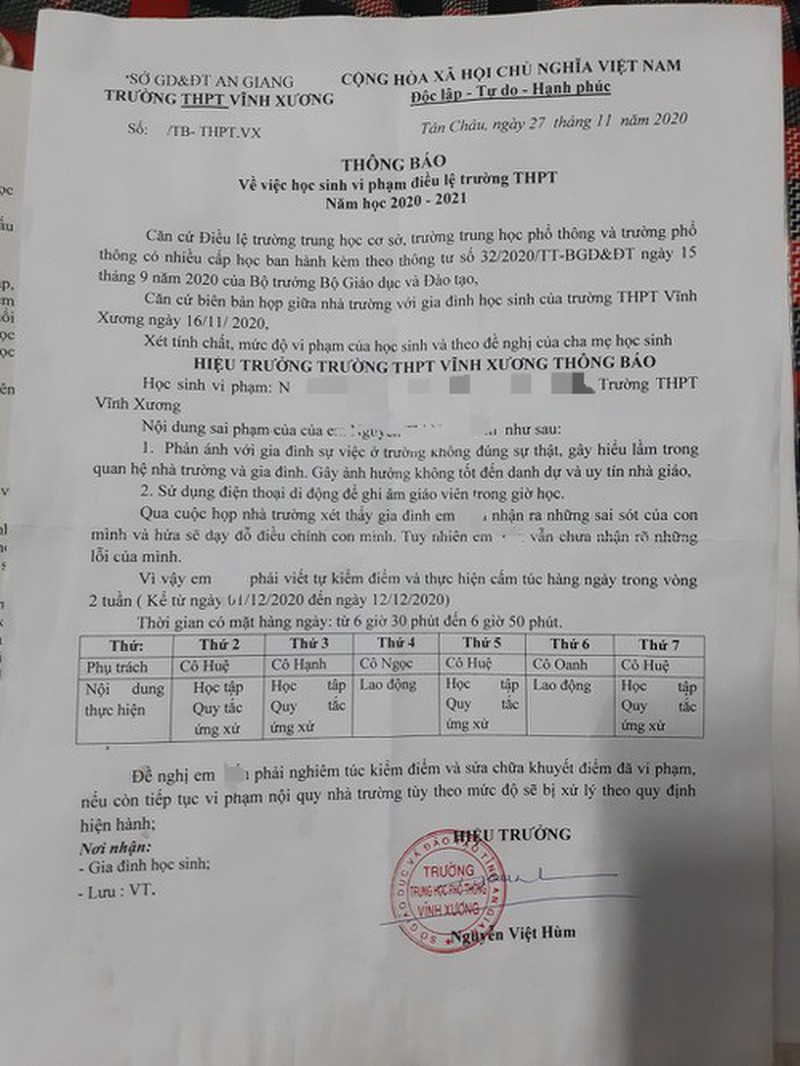 SỞ GD&ĐT AN GIANG
TRƯỜNG THPT VĨNH XƯƠNG
CỘNG HÒA XÃ HỘI CHỦ NGHĨA VIỆT NAM
Độc lập - Tự do - Hạnh phúc
Số: /TB- THPT.VX
Tân Châu, ngày 27 tháng 11 năm 2020
THÔNG BÁO
Về việc học sinh vi phạm điều lệ trường THPT
Năm học 2020 - 2021
Căn cứ Điều lệ trường trung học cơ sở, trường trung học phổ thông và trường phổ
thông có nhiều cấp học ban hành kèm theo thông tư số 32/2020/TT-BGD&ĐT ngày 15
tháng 9 năm 2020 của Bộ trưởng Bộ Giáo dục và Đào tạo,
Căn cứ biên bản họp giữa nhà trường với gia đình học sinh của trường THPT Vĩnh
Xương ngày 16/11/ 2020,
Xét tính chất, mức độ vi phạm của học sinh và theo đề nghị của cha mẹ học sinh
HIỆU TRƯỞNG TRƯỜNG THPT VĨNH XƯƠNG THÔNG BÁO
Học sinh vi phạm: N Trường THPT
Vĩnh Xương
Nội dung sai phạm của của em như sau:
1. Phản ánh với gia đình sự việc ở trường không đúng sự thật, gây hiểu lầm trong
quan hệ nhà trường và gia đình. Gây ảnh hưởng không tốt đến danh dự và uy tín nhà giáo,
2. Sử dụng điện thoại di động để ghi âm giáo viên trong giờ học.
Qua cuộc họp nhà trường xét thấy gia đình em nhận ra những sai sót của con
mình và hứa sẽ dạy dỗ điều chỉnh con mình. Tuy nhiên em vẫn chưa nhận rõ những
lỗi của mình.
Vì vậy em phải viết tự kiểm điểm và thực hiện cấm túc hàng ngày trong vòng
2 tuần ( Kể từ ngày 01/12/2020 đến ngày 12/12/2020)
Thời gian có mặt hàng ngày: từ 6 giờ 30 phút đến 6 giờ 50 phút.
Thứ: Thứ 2 Thứ 3 Thứ 4 Thứ 5 Thứ 6 Thứ 7
Phụ trách Cô Huệ Cô Hạnh Cô Ngọc Cô Huệ Cô Oanh Cô Huệ
Nội dung Học tập Học tập Lao động Học tập Lao động Học tập
thực hiện Quy tắc Quy tắc Quy tắc Quy tắc
ứng xử ứng xử ứng xử ứng xử
Đề nghị em phải nghiêm túc kiểm điểm và sửa chữa khuyết điểm đã vi phạm,
nếu còn tiếp tục vi phạm nội quy nhà trường tùy theo mức độ sẽ bị xử lý theo quy định
hiện hành;
Nơi nhận:
- Gia đình học sinh;
- Lưu : VT.
HIỆU TRƯỞNG
SỞ GIÁO DỤC VÀ ĐÀO TẠO TỈNH AN GIANG
TRƯỜNG
TRUNG HỌC PHỔ THÔNG
VĨNH XƯƠNG
Nguyễn Việt Hùm